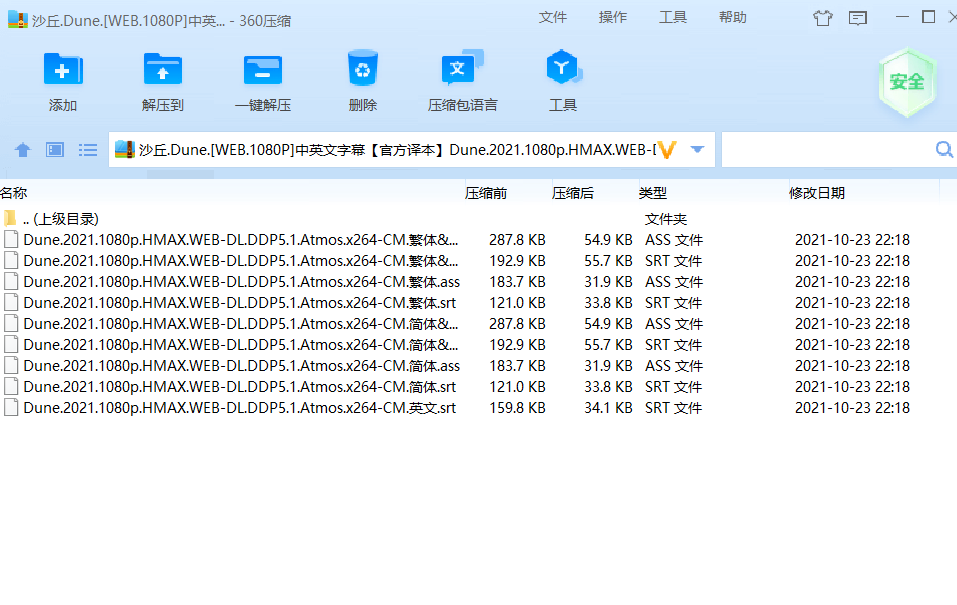 沙丘.Dune.[WEB.1080P]中英... - 360压缩
文件 操作 工具 帮助
添加 解压到 一键解压 删除 压缩包语言 工具
安全
沙丘.Dune.[WEB.1080P]中英文字幕【官方译本】Dune.2021.1080p.HMAX.WEB-D
名称 压缩前 压缩后 类型 修改日期
.. (上级目录) 文件夹
Dune.2021.1080p.HMAX.WEB-DL.DDP5.1.Atmos.x264-CM.繁体&... 287.8 KB 54.9 KB ASS 文件 2021-10-23 22:18
Dune.2021.1080p.HMAX.WEB-DL.DDP5.1.Atmos.x264-CM.繁体&... 192.9 KB 55.7 KB SRT 文件 2021-10-23 22:18
Dune.2021.1080p.HMAX.WEB-DL.DDP5.1.Atmos.x264-CM.繁体.ass 183.7 KB 31.9 KB ASS 文件 2021-10-23 22:18
Dune.2021.1080p.HMAX.WEB-DL.DDP5.1.Atmos.x264-CM.繁体.srt 121.0 KB 33.8 KB SRT 文件 2021-10-23 22:18
Dune.2021.1080p.HMAX.WEB-DL.DDP5.1.Atmos.x264-CM.简体&... 287.8 KB 54.9 KB ASS 文件 2021-10-23 22:18
Dune.2021.1080p.HMAX.WEB-DL.DDP5.1.Atmos.x264-CM.简体&... 192.9 KB 55.7 KB SRT 文件 2021-10-23 22:18
Dune.2021.1080p.HMAX.WEB-DL.DDP5.1.Atmos.x264-CM.简体.ass 183.7 KB 31.9 KB ASS 文件 2021-10-23 22:18
Dune.2021.1080p.HMAX.WEB-DL.DDP5.1.Atmos.x264-CM.简体.srt 121.0 KB 33.8 KB SRT 文件 2021-10-23 22:18
Dune.2021.1080p.HMAX.WEB-DL.DDP5.1.Atmos.x264-CM.英文.srt 159.8 KB 34.1 KB SRT 文件 2021-10-23 22:18